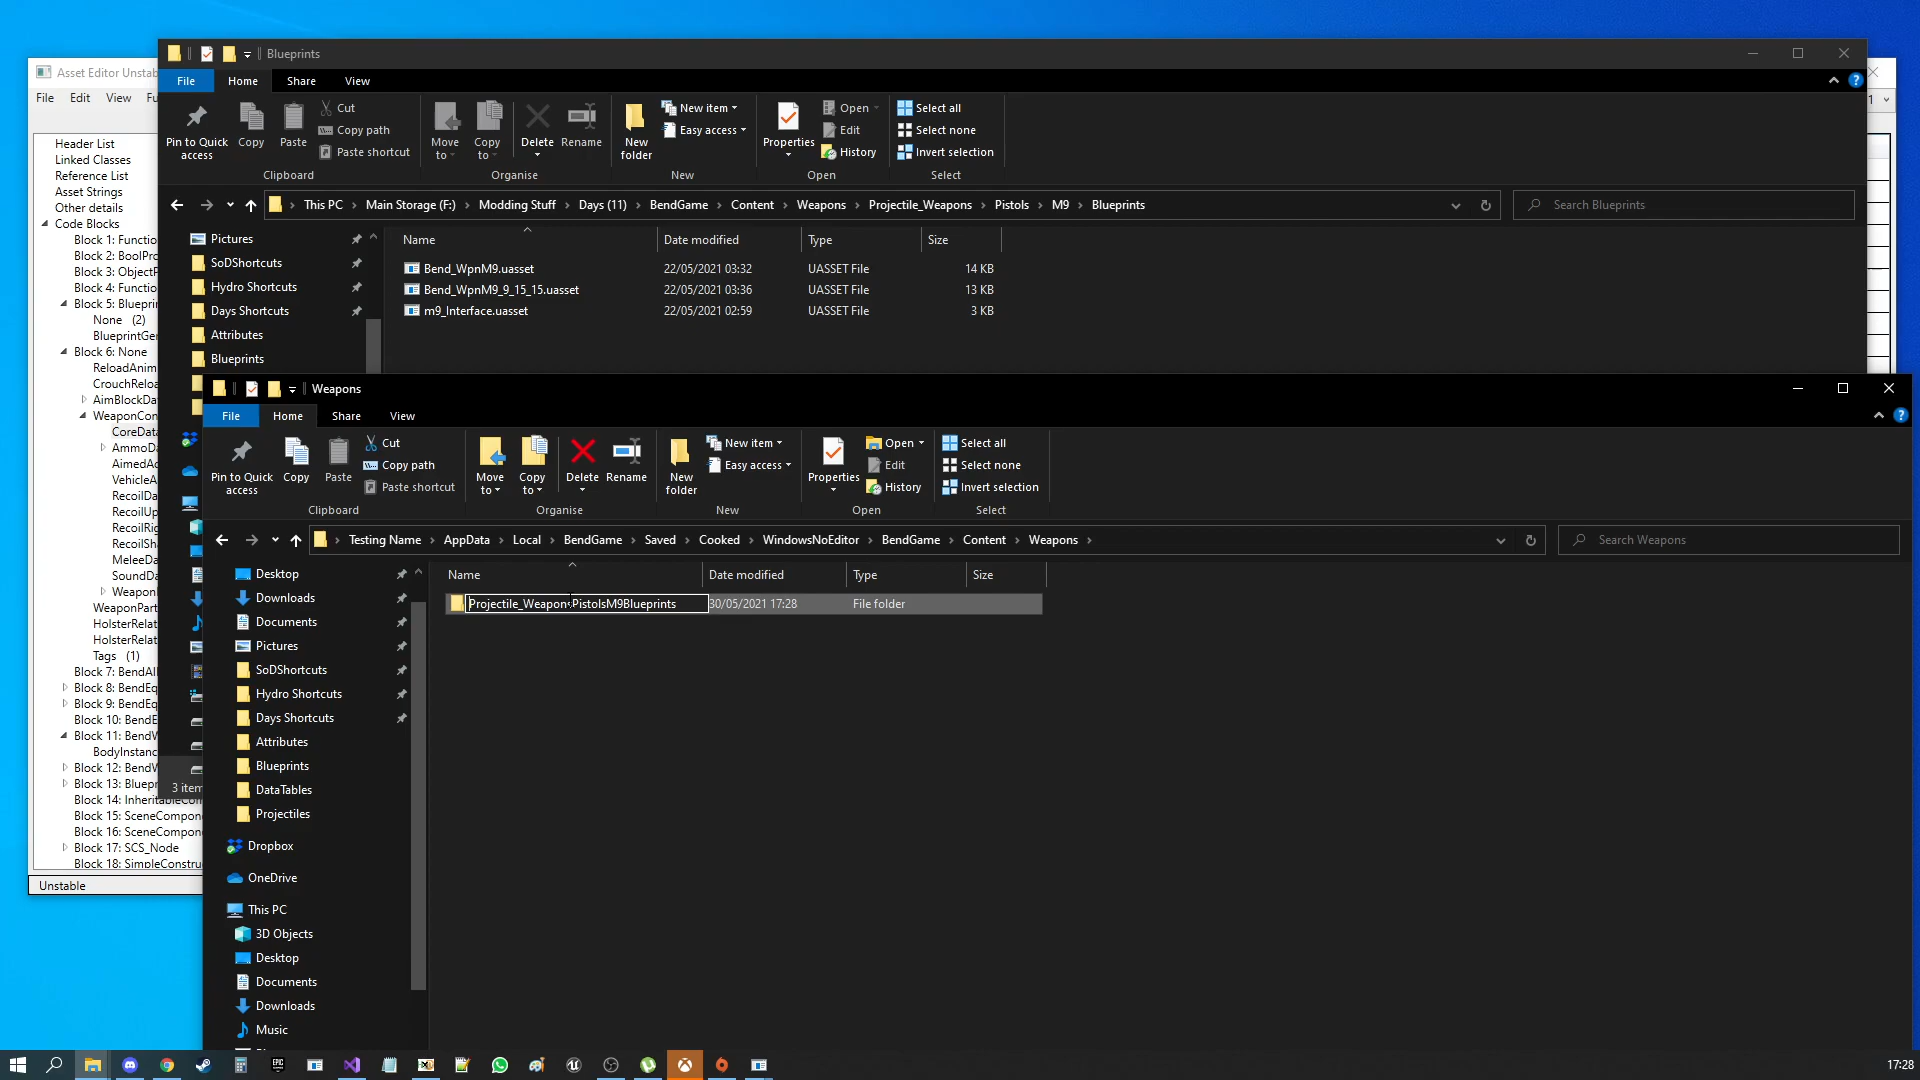 Blueprints
Asset Editor Unstab
File Edit View Fu
File Home Share View
Pin to Quick access
Copy
Paste
Cut
Copy path
Paste shortcut
Move to
Copy to
Delete
Rename
New folder
New item
Easy access
Properties
Open
Edit
History
Select all
Select none
Invert selection
Clipboard
Organise
New
Open
Select
This PC > Main Storage (F:) > Modding Stuff > Days (11) > BendGame > Content > Weapons > Projectile_Weapons > Pistols > M9 > Blueprints
Search Blueprints
Name Date modified Type Size
Bend_WpnM9.uasset 22/05/2021 03:32 UASSET File 14 KB
Bend_WpnM9_9_15_15.uasset 22/05/2021 03:36 UASSET File 13 KB
m9_Interface.uasset 22/05/2021 02:59 UASSET File 3 KB
Pictures
SoDShortcuts
Hydro Shortcuts
Days Shortcuts
Attributes
Blueprints
3 item
Header List
Linked Classes
Reference List
Asset Strings
Other details
Code Blocks
Block 1: Functio
Block 2: BoolPro
Block 3: ObjectP
Block 4: Functio
Block 5: Blueprin
None (2)
BlueprintGer
Block 6: None
ReloadAnim
CrouchReloa
AimBlockDa
WeaponCon
CoreData
AmmoDa
AimedAc
VehicleA
RecoilDa
RecoilUp
RecoilRig
RecoilSh
MeleeDa
SoundDa
Weapon
WeaponPart
HolsterRelat
HolsterRelat
Tags (1)
Block 7: BendAll
Block 8: BendEq
Block 9: BendEq
Block 10: BendE
Block 11: BendW
BodyInstanc
Block 12: BendW
Block 13: Bluepr
Block 14: InheritableCom
Block 15: SceneCompon
Block 16: SceneCompon
Block 17: SCS_Node
Block 18: SimpleConstru
Unstable
Weapons
File Home Share View
Pin to Quick access
Copy
Paste
Cut
Copy path
Paste shortcut
Move to
Copy to
Delete
Rename
New folder
New item
Easy access
Properties
Open
Edit
History
Select all
Select none
Invert selection
Clipboard
Organise
New
Open
Select
Testing Name > AppData > Local > BendGame > Saved > Cooked > WindowsNoEditor > BendGame > Content > Weapons >
Search Weapons
Name Date modified Type Size
Projectile_WeaponsPistolsM9Blueprints 30/05/2021 17:28 File folder
Desktop
Downloads
Documents
Pictures
SoDShortcuts
Hydro Shortcuts
Days Shortcuts
Attributes
Blueprints
DataTables
Projectiles
Dropbox
OneDrive
This PC
3D Objects
Desktop
Documents
Downloads
Music
EPIC
17:28